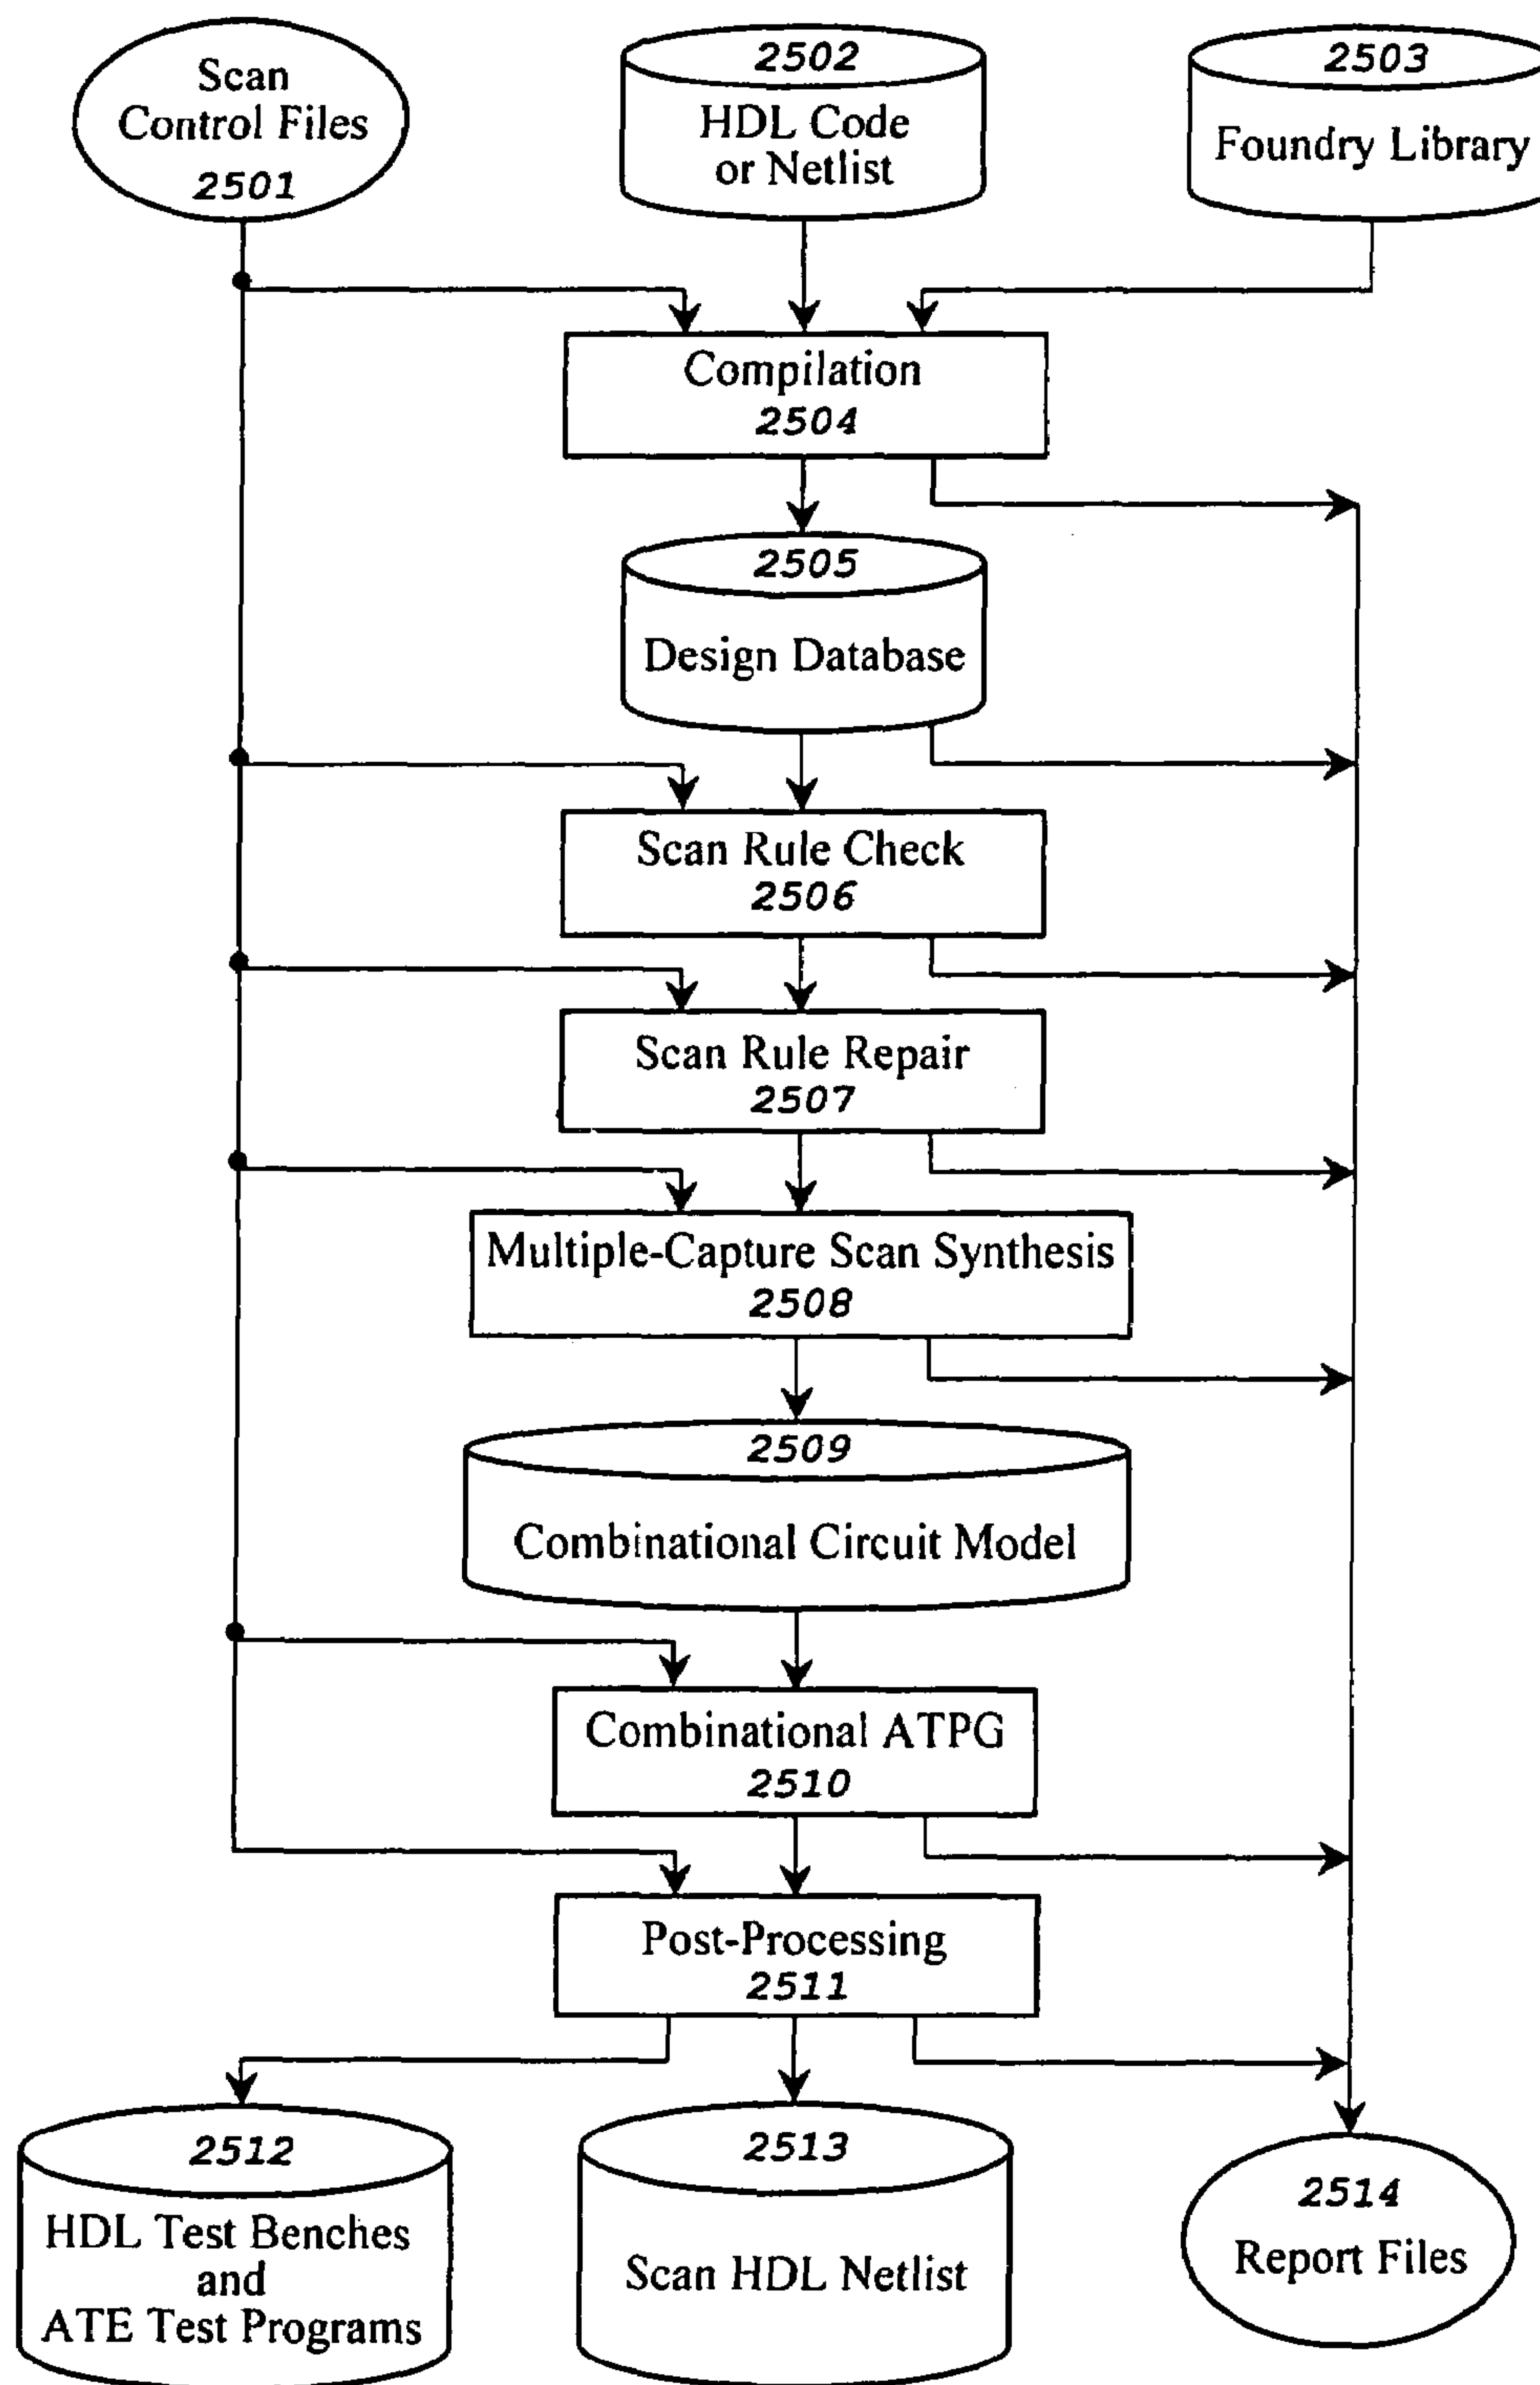 Scan
Control Files
2501
2502
HDL Code
or Netlist
2503
Foundry Library
Compilation
2504
2505
Design Database
Scan Rule Check
2506
Scan Rule Repair
2507
Multiple-Capture Scan Synthesis
2508
2509
Combinational Circuit Model
Combinational ATPG
2510
Post-Processing
2511
2512
HDL Test Benches
and
ATE Test Programs
2513
Scan HDL Netlist
2514
Report Files